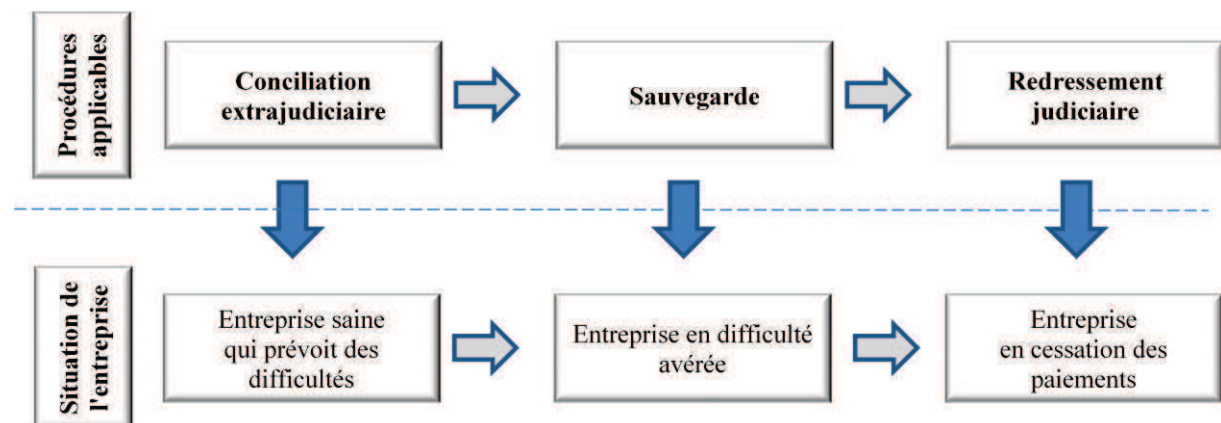 Procédures
applicables
Conciliation
extrajudiciaire
Sauvegarde
Redressement
judiciaire
Situation de
l'entreprise
Entreprise saine
qui prévoit des
difficultés
Entreprise en difficulté
avérée
Entreprise
en cessation des
paiements